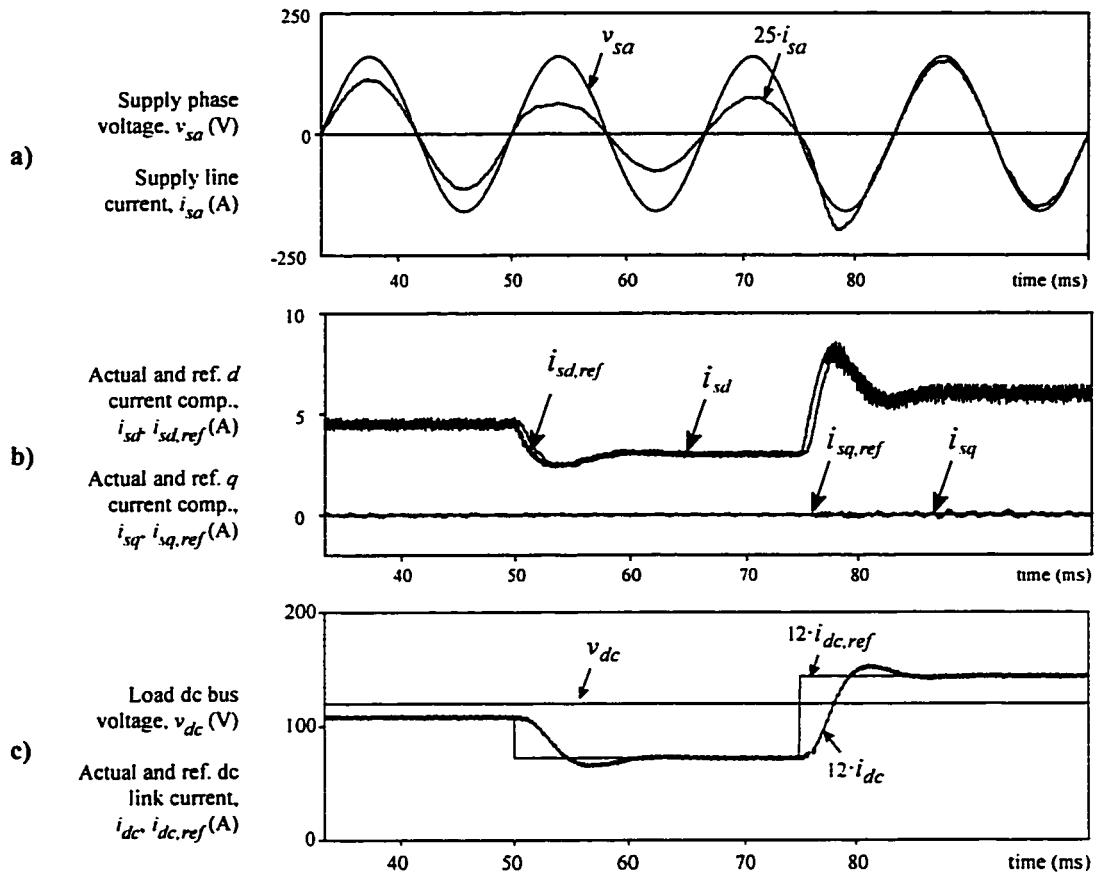 250
v_sa
25·i_sa
Supply phase
voltage, v_sa (V)
0
a)
Supply line
current, i_sa (A)
-250
40 50 60 70 80 time (ms)
10
i_sd,ref
i_sd
Actual and ref. d
current comp.,
i_sd, i_sd,ref (A)
5
b)
i_sq,ref
i_sq
Actual and ref. q
current comp.,
i_sq, i_sq,ref (A)
0
40 50 60 70 80 time (ms)
200
v_dc
12·i_dc,ref
Load dc bus
voltage, v_dc (V)
100
c)
12·i_dc
Actual and ref. dc
link current,
i_dc, i_dc,ref (A)
0
40 50 60 70 80 time (ms)